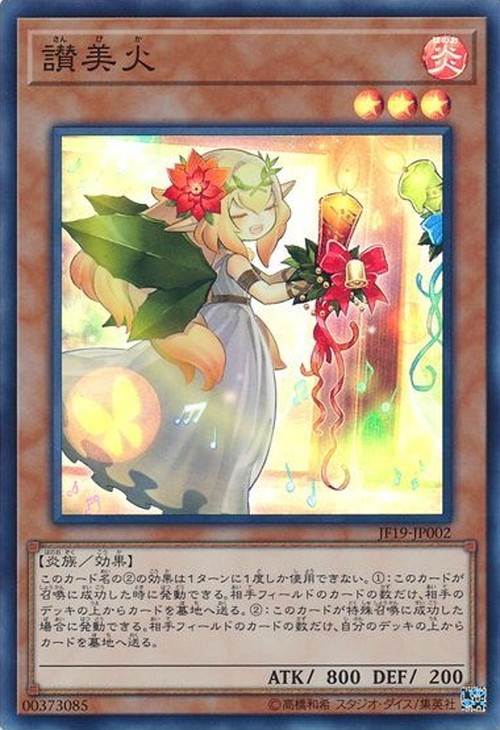 さん び か
讃美火
ほのお
炎
JF19-JP002
【炎族/効果】
このカード名の②の効果は1ターンに1度しか使用できない。①:このカードが
召喚に成功した時に発動できる。相手フィールドのカードの数だけ、相手の
デッキの上からカードを墓地へ送る。②:このカードが特殊召喚に成功した
場合に発動できる。相手フィールドのカードの数だけ、自分のデッキの上から
カードを墓地へ送る。
ATK/ 800 DEF/ 200
00373085
©高橋和希 スタジオ・ダイス/集英社